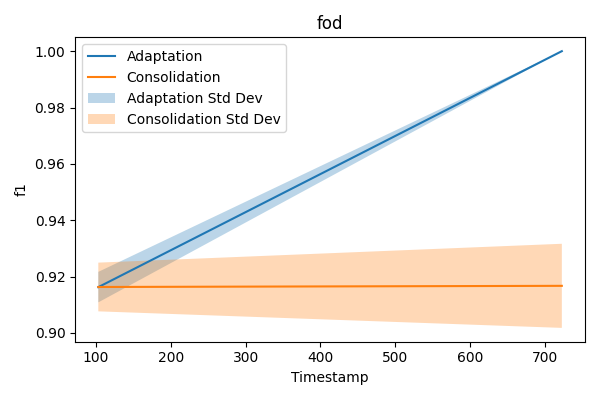 fod
Adaptation
Consolidation
Adaptation Std Dev
Consolidation Std Dev
f1
1.00
0.98
0.96
0.94
0.92
0.90
100 200 300 400 500 600 700
Timestamp